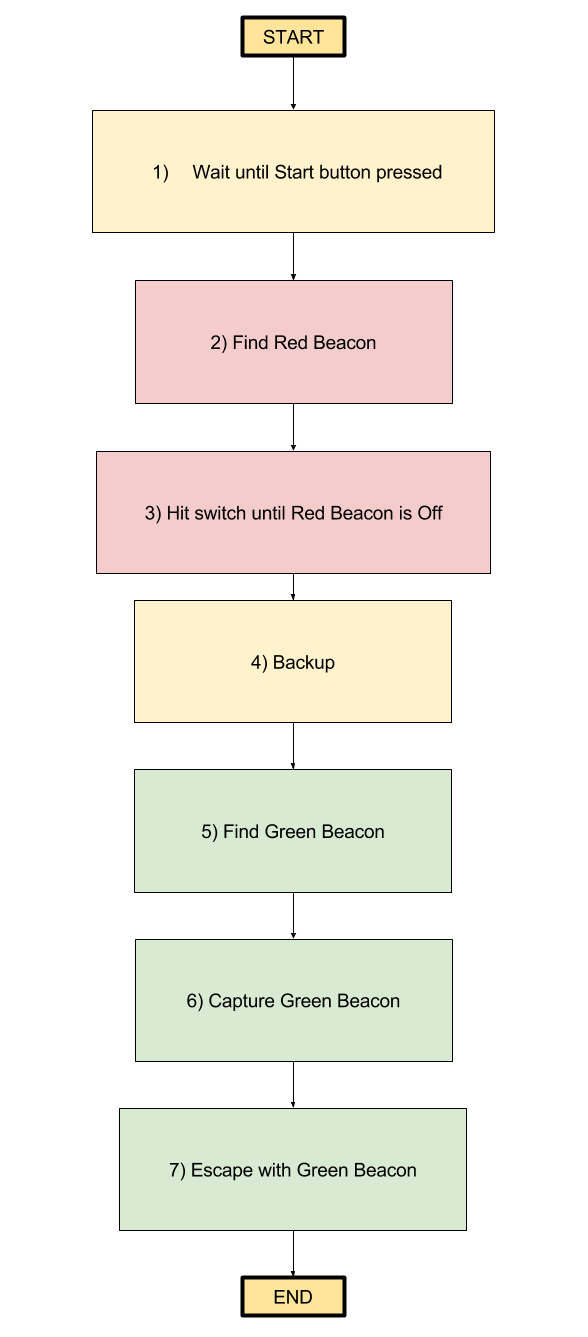 START
1) Wait until Start button pressed
2) Find Red Beacon
3) Hit switch until Red Beacon is Off
4) Backup
5) Find Green Beacon
6) Capture Green Beacon
7) Escape with Green Beacon
END